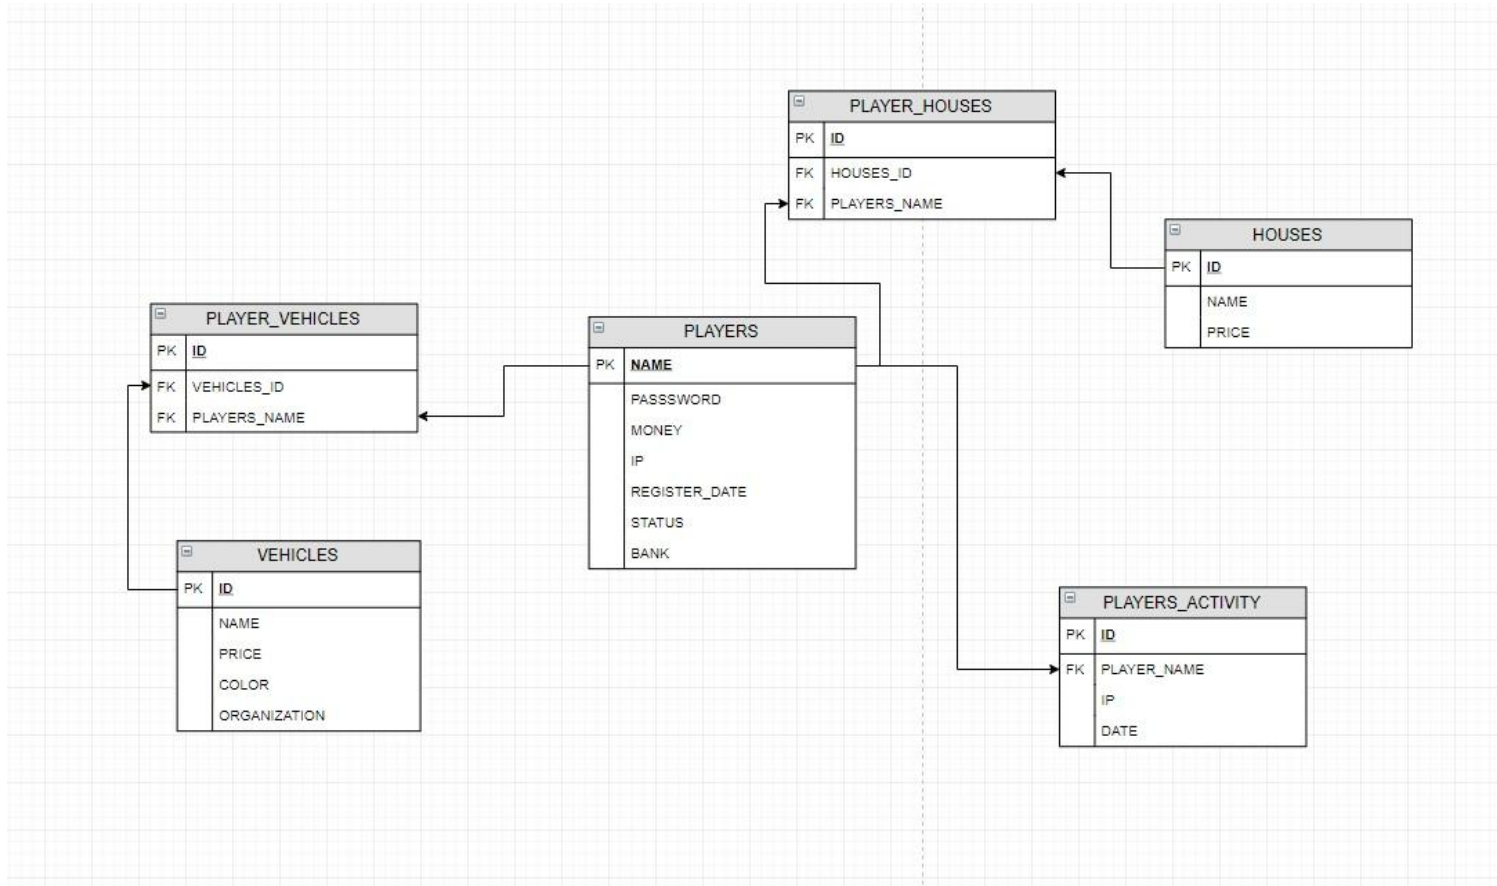 PLAYER_HOUSES
PK ID
FK HOUSES_ID
FK PLAYERS_NAME
HOUSES
PK ID
NAME
PRICE
PLAYER_VEHICLES
PK ID
FK VEHICLES_ID
FK PLAYERS_NAME
PLAYERS
PK NAME
PASSSWORD
MONEY
IP
REGISTER_DATE
STATUS
BANK
VEHICLES
PK ID
NAME
PRICE
COLOR
ORGANIZATION
PLAYERS_ACTIVITY
PK ID
FK PLAYER_NAME
IP
DATE